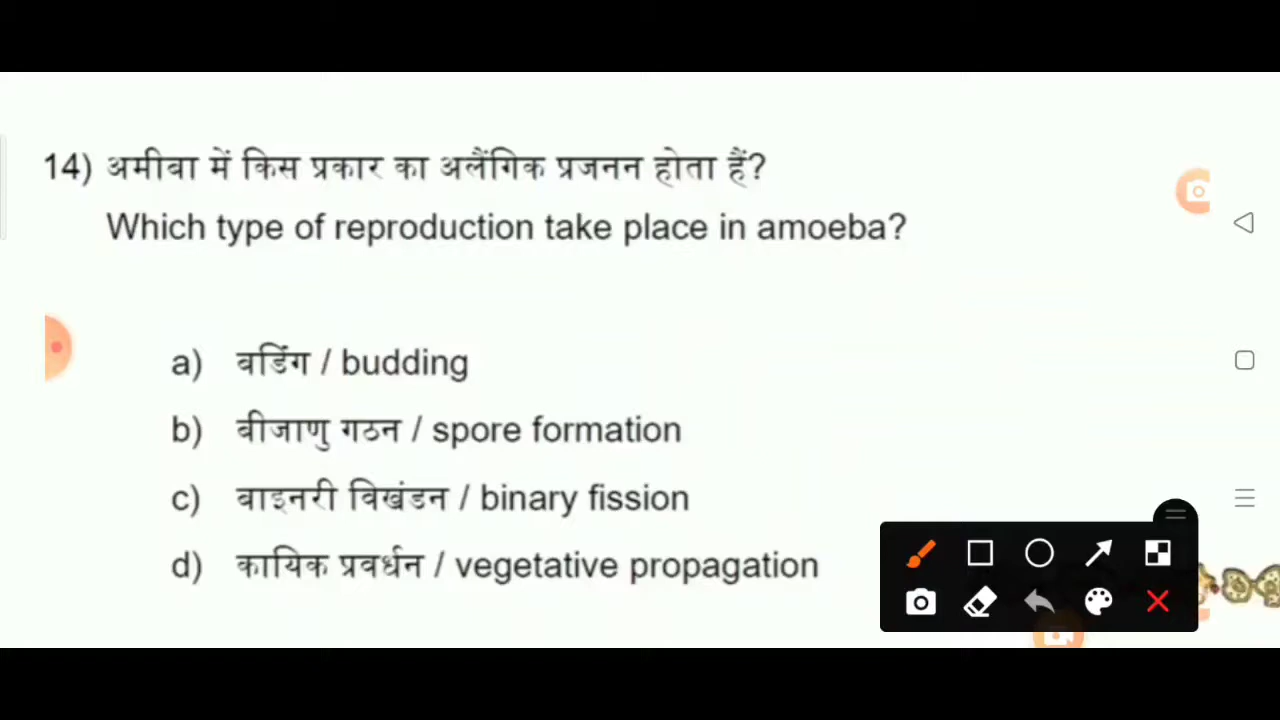 14) अमीबा में किस प्रकार का अलैंगिक प्रजनन होता हैं?
Which type of reproduction take place in amoeba?
a) बडिंग / budding
b) बीजाणु गठन / spore formation
c) बाइनरी विखंडन / binary fission
d) कायिक प्रवर्धन / vegetative propagation